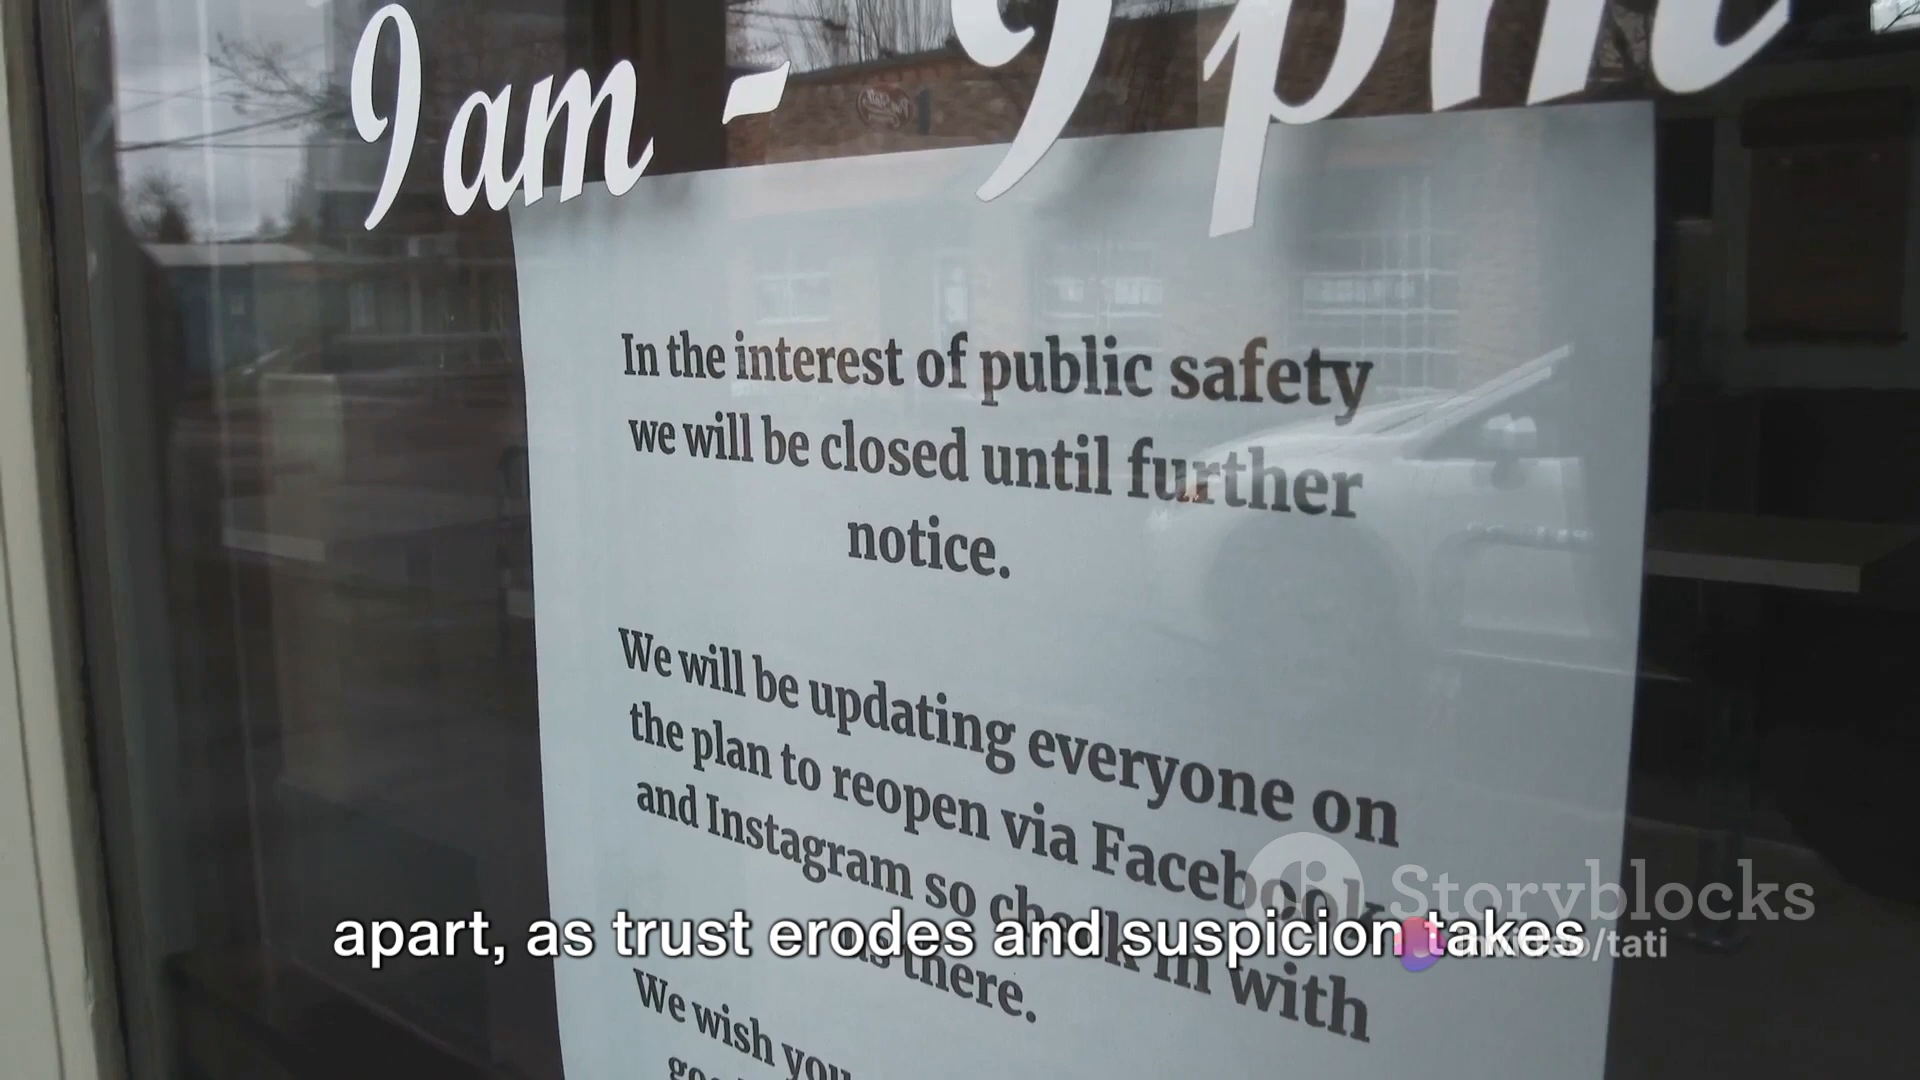 9am - 9pm
In the interest of public safety
we will be closed until further
notice.
We will be updating everyone on
the plan to reopen via Facebook
and Instagram so check in with
us there.
We wish you
Storyblocks
apart, as trust erodes and suspicion takes
/tati